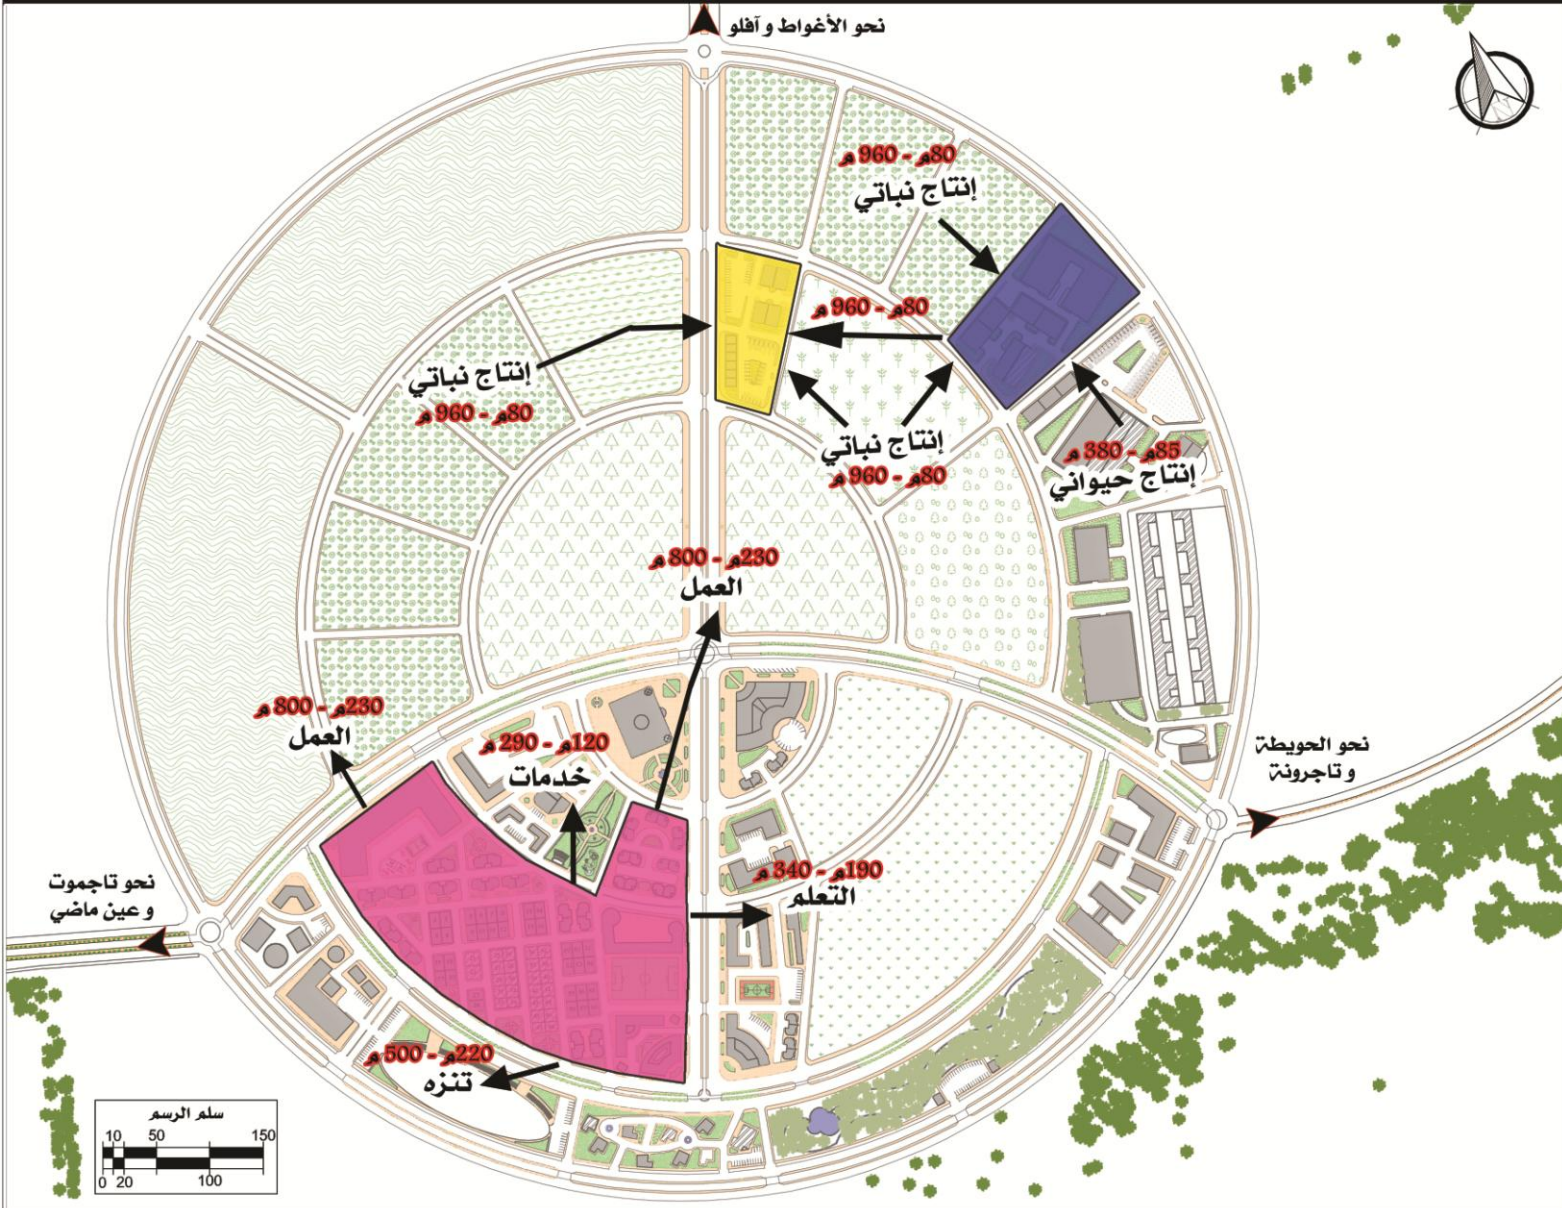 نحو الأغواط و آفلو
80م - 960 م
إنتاج نباتي
80م - 960 م
إنتاج نباتي
80م - 960 م
إنتاج نباتي
80م - 960 م
85م - 380 م
إنتاج حيواني
230م - 800 م
العمل
230م - 800 م
العمل
120م - 290 م
خدمات
نحو الحويطة
و تاجرونة
190م - 340 م
التعلم
نحو تاجموت
و عين ماضي
220م - 500 م
تنزه
سلم الرسم
10 50 150
0 20 100